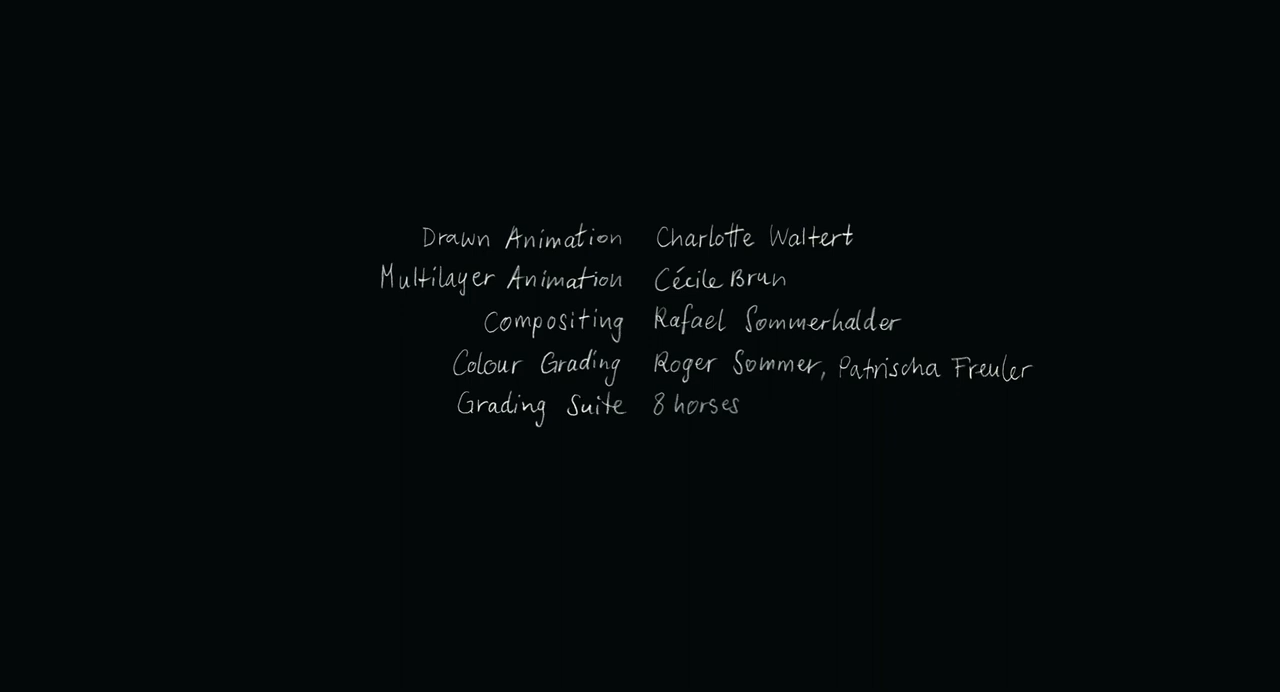 Drawn Animation Charlotte Waltert
Multilayer Animation Cécile Brun
Compositing Rafael Sommerhalder
Colour Grading Roger Sommer, Patrischa Freuler
Grading Suite 8 horses